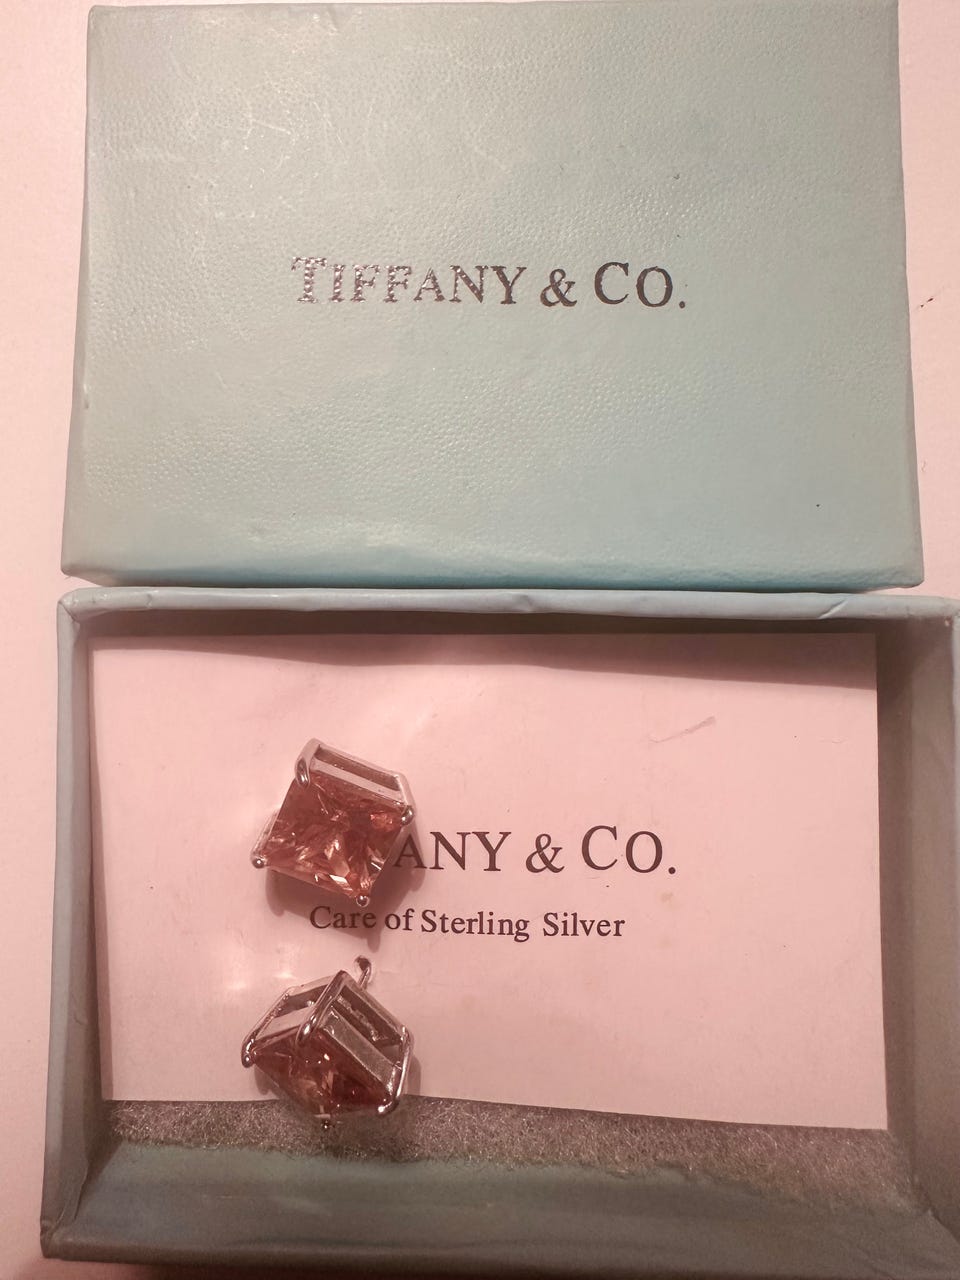 TIFFANY & CO.
ANY & CO.
Care of Sterling Silver